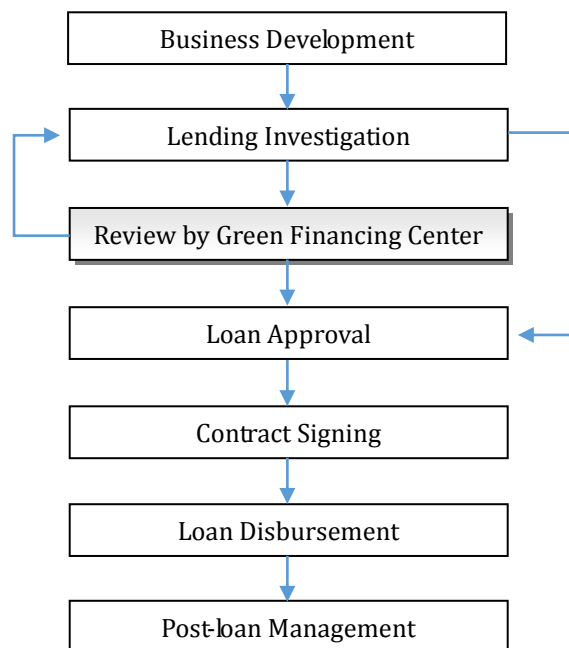 Business Development
Lending Investigation
Review by Green Financing Center
Loan Approval
Contract Signing
Loan Disbursement
Post-loan Management